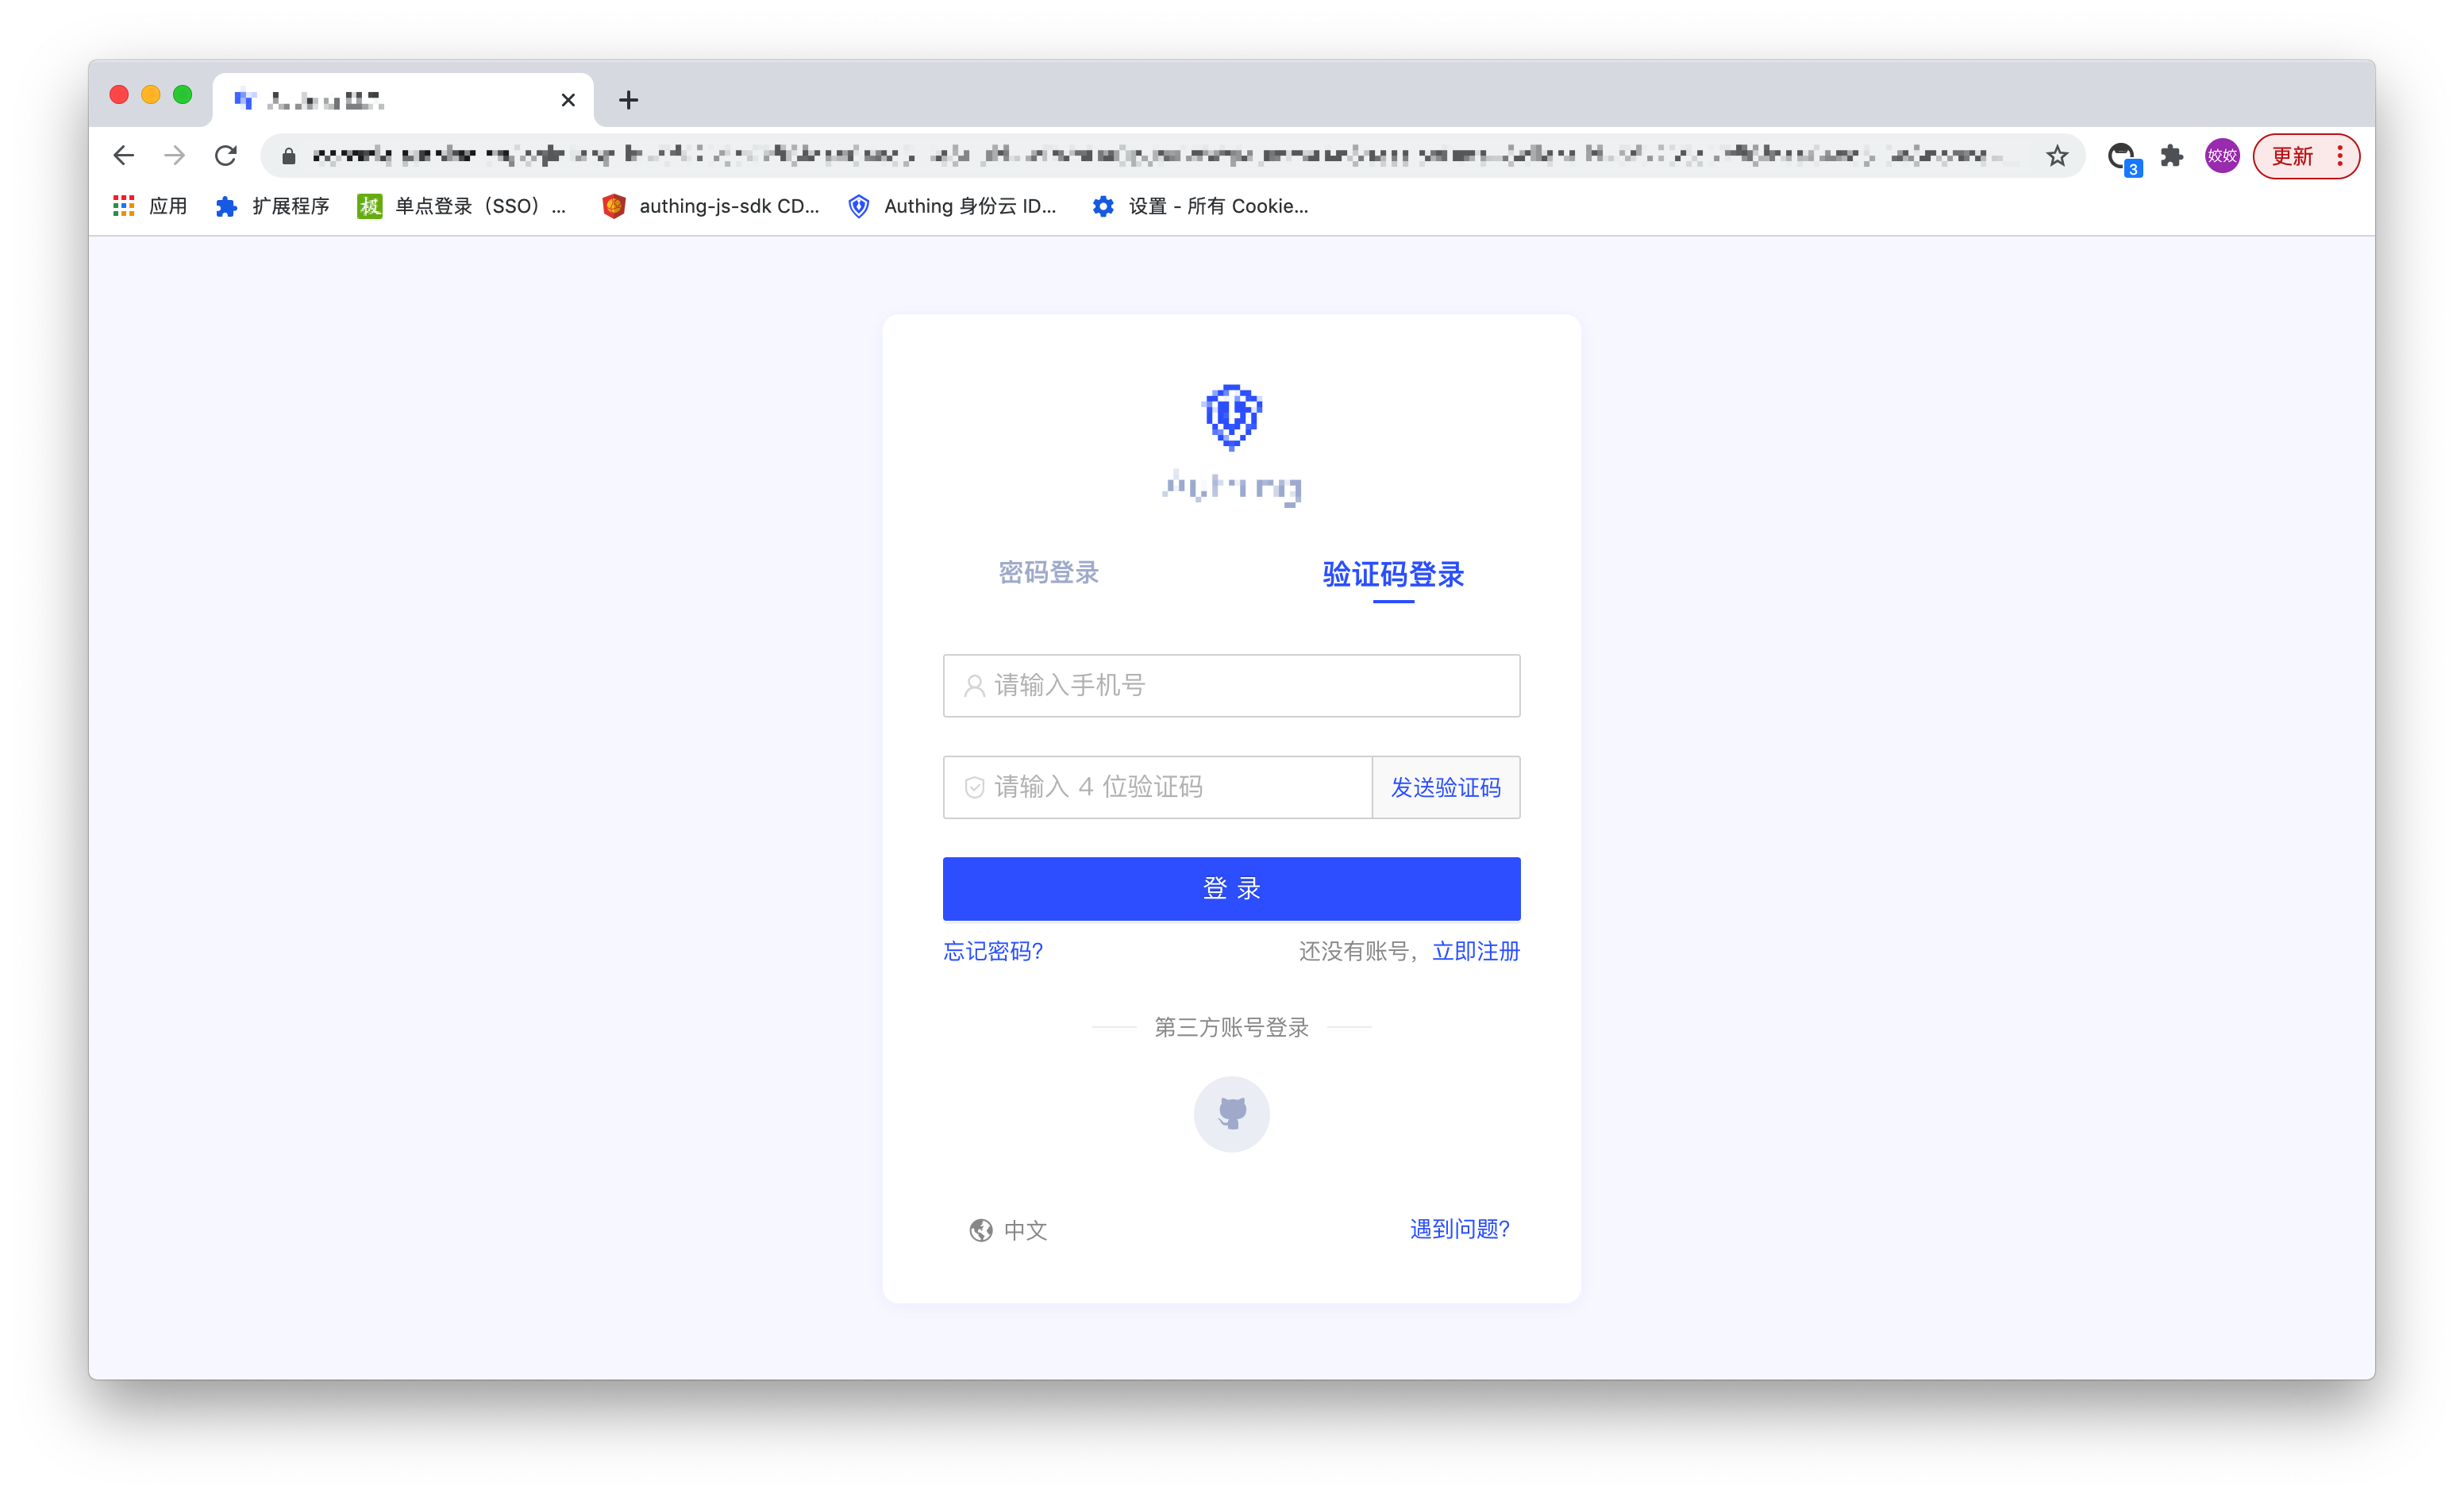 姣姣
更新
3
应用 扩展程序 极 单点登录（SSO）... authing-js-sdk CD... Authing 身份云 ID... 设置 - 所有 Cookie...
密码登录 验证码登录
请输入手机号
请输入 4 位验证码 发送验证码
登 录
忘记密码? 还没有账号，立即注册
第三方账号登录
中文 遇到问题?